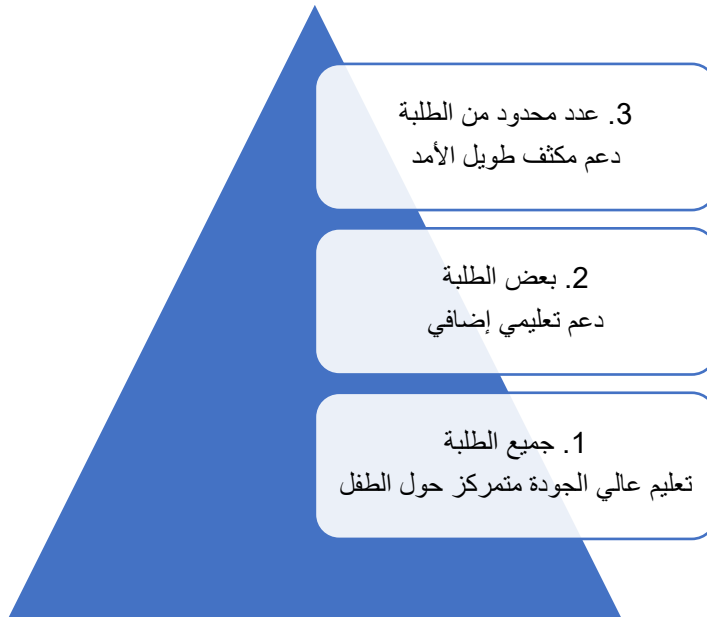 3. عدد محدود من الطلبة
دعم مكثف طويل الأمد
2. بعض الطلبة
دعم تعليمي إضافي
1. جميع الطلبة
تعليم عالي الجودة متمركز حول الطفل